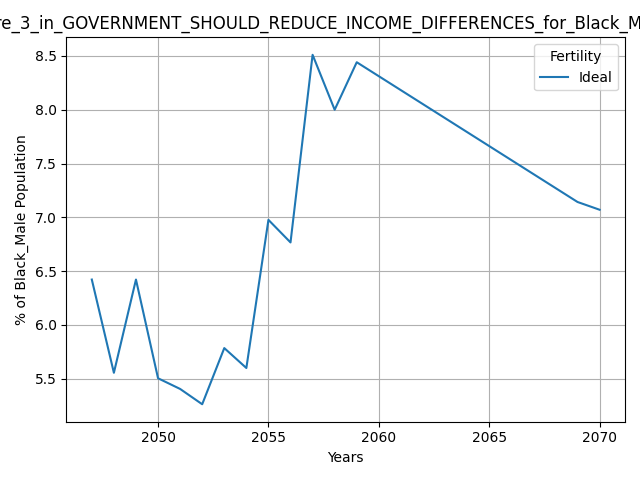 re_3_in_GOVERNMENT_SHOULD_REDUCE_INCOME_DIFFERENCES_for_Black_M
8.5
8.0
7.5
7.0
6.5
6.0
5.5
% of Black_Male Population
Fertility
Ideal
2050 2055 2060 2065 2070
Years